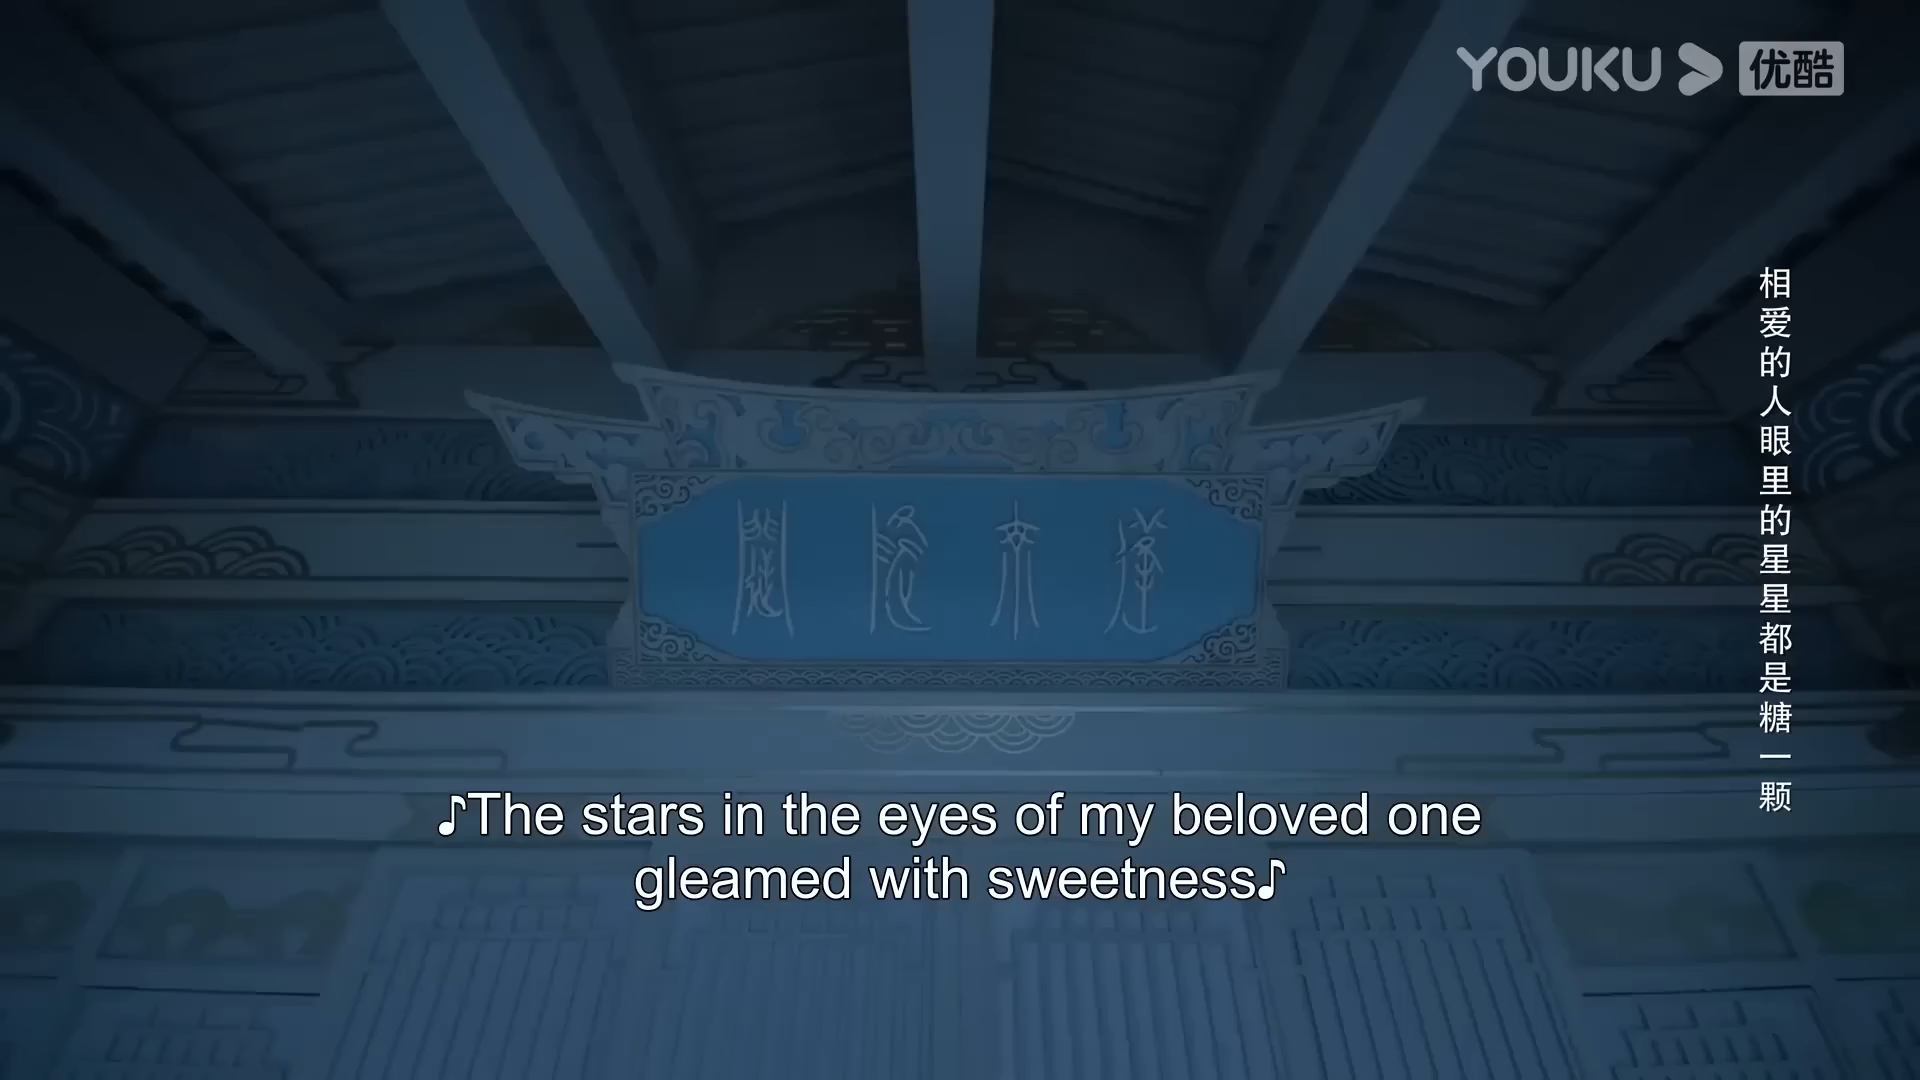 YOUKU 优酷
相爱的人眼里的星星都是糖一颗
♪The stars in the eyes of my beloved one
gleamed with sweetness♪